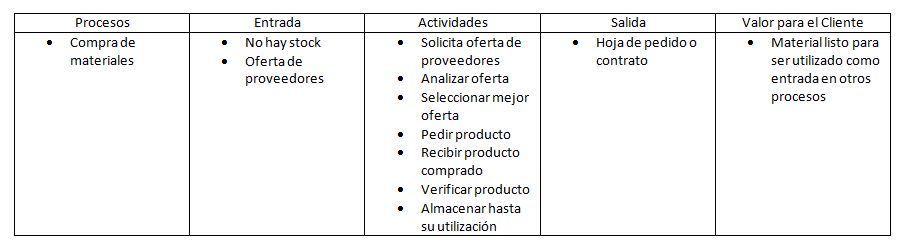 Procesos
Entrada
Actividades
Salida
Valor para el Cliente
• Compra de
materiales
• No hay stock
• Oferta de
proveedores
• Solicita oferta de
proveedores
• Analizar oferta
• Seleccionar mejor
oferta
• Pedir producto
• Recibir producto
comprado
• Verificar producto
• Almacenar hasta
su utilización
• Hoja de pedido o
contrato
• Material listo para
ser utilizado como
entrada en otros
procesos